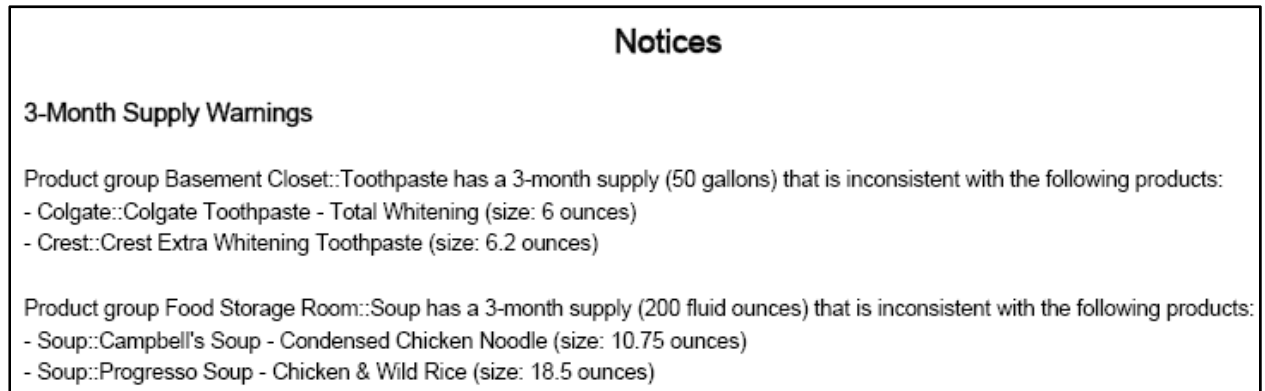 Notices
3-Month Supply Warnings
Product group Basement Closet::Toothpaste has a 3-month supply (50 gallons) that is inconsistent with the following products:
- Colgate::Colgate Toothpaste - Total Whitening (size: 6 ounces)
- Crest::Crest Extra Whitening Toothpaste (size: 6.2 ounces)
Product group Food Storage Room::Soup has a 3-month supply (200 fluid ounces) that is inconsistent with the following products:
- Soup::Campbell's Soup - Condensed Chicken Noodle (size: 10.75 ounces)
- Soup::Progresso Soup - Chicken & Wild Rice (size: 18.5 ounces)